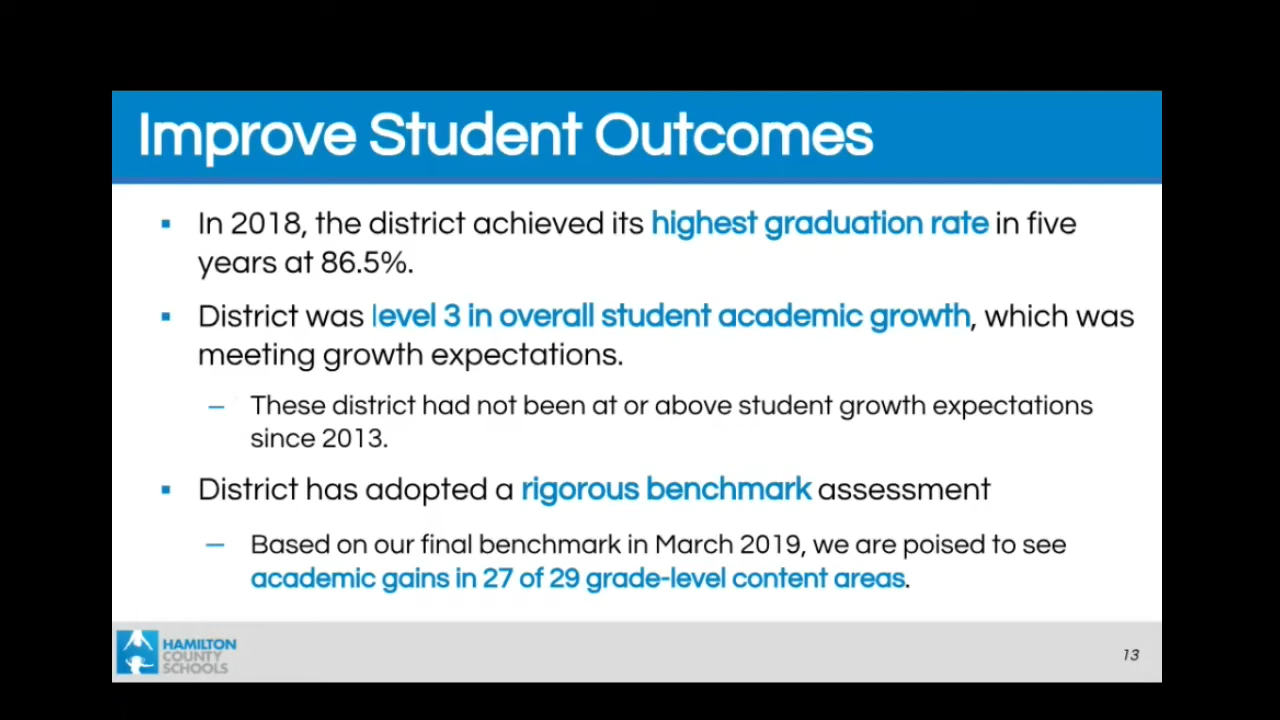 Improve Student Outcomes
▪ In 2018, the district achieved its highest graduation rate in five
years at 86.5%.
▪ District was level 3 in overall student academic growth, which was
meeting growth expectations.
– These district had not been at or above student growth expectations
since 2013.
▪ District has adopted a rigorous benchmark assessment
– Based on our final benchmark in March 2019, we are poised to see
academic gains in 27 of 29 grade-level content areas.
HAMILTON
COUNTY
SCHOOLS
13